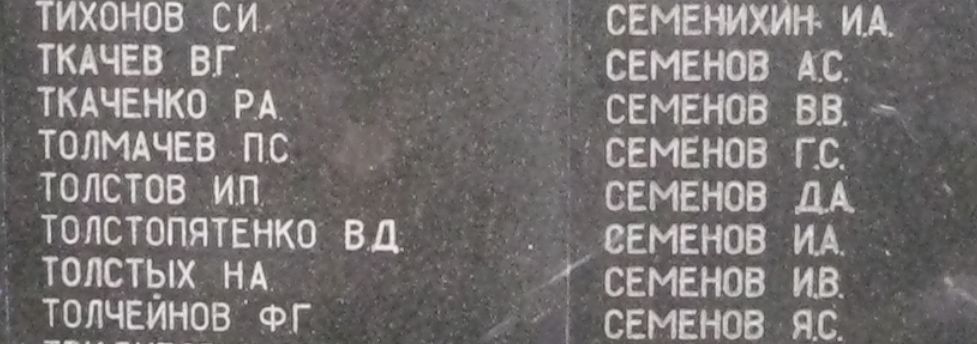 ТИХОНОВ С.И.
ТКАЧЕВ В.Г.
ТКАЧЕНКО Р.А.
ТОЛМАЧЕВ П.С.
ТОЛСТОВ И.П.
ТОЛСТОПЯТЕНКО В.Д.
ТОЛСТЫХ Н.А.
ТОЛЧЕЙНОВ Ф.Г.
СЕМЕНИХИН И.А.
СЕМЕНОВ А.С.
СЕМЕНОВ В.В.
СЕМЕНОВ Г.С.
СЕМЕНОВ Д.А.
СЕМЕНОВ И.А.
СЕМЕНОВ И.В.
СЕМЕНОВ Я.С.